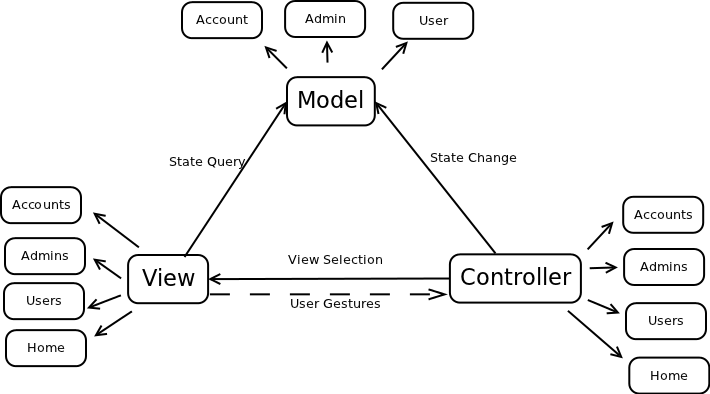 Account
Admin
User
Model
State Query
State Change
Accounts
Admins
Users
Home
View
View Selection
User Gestures
Controller
Accounts
Admins
Users
Home